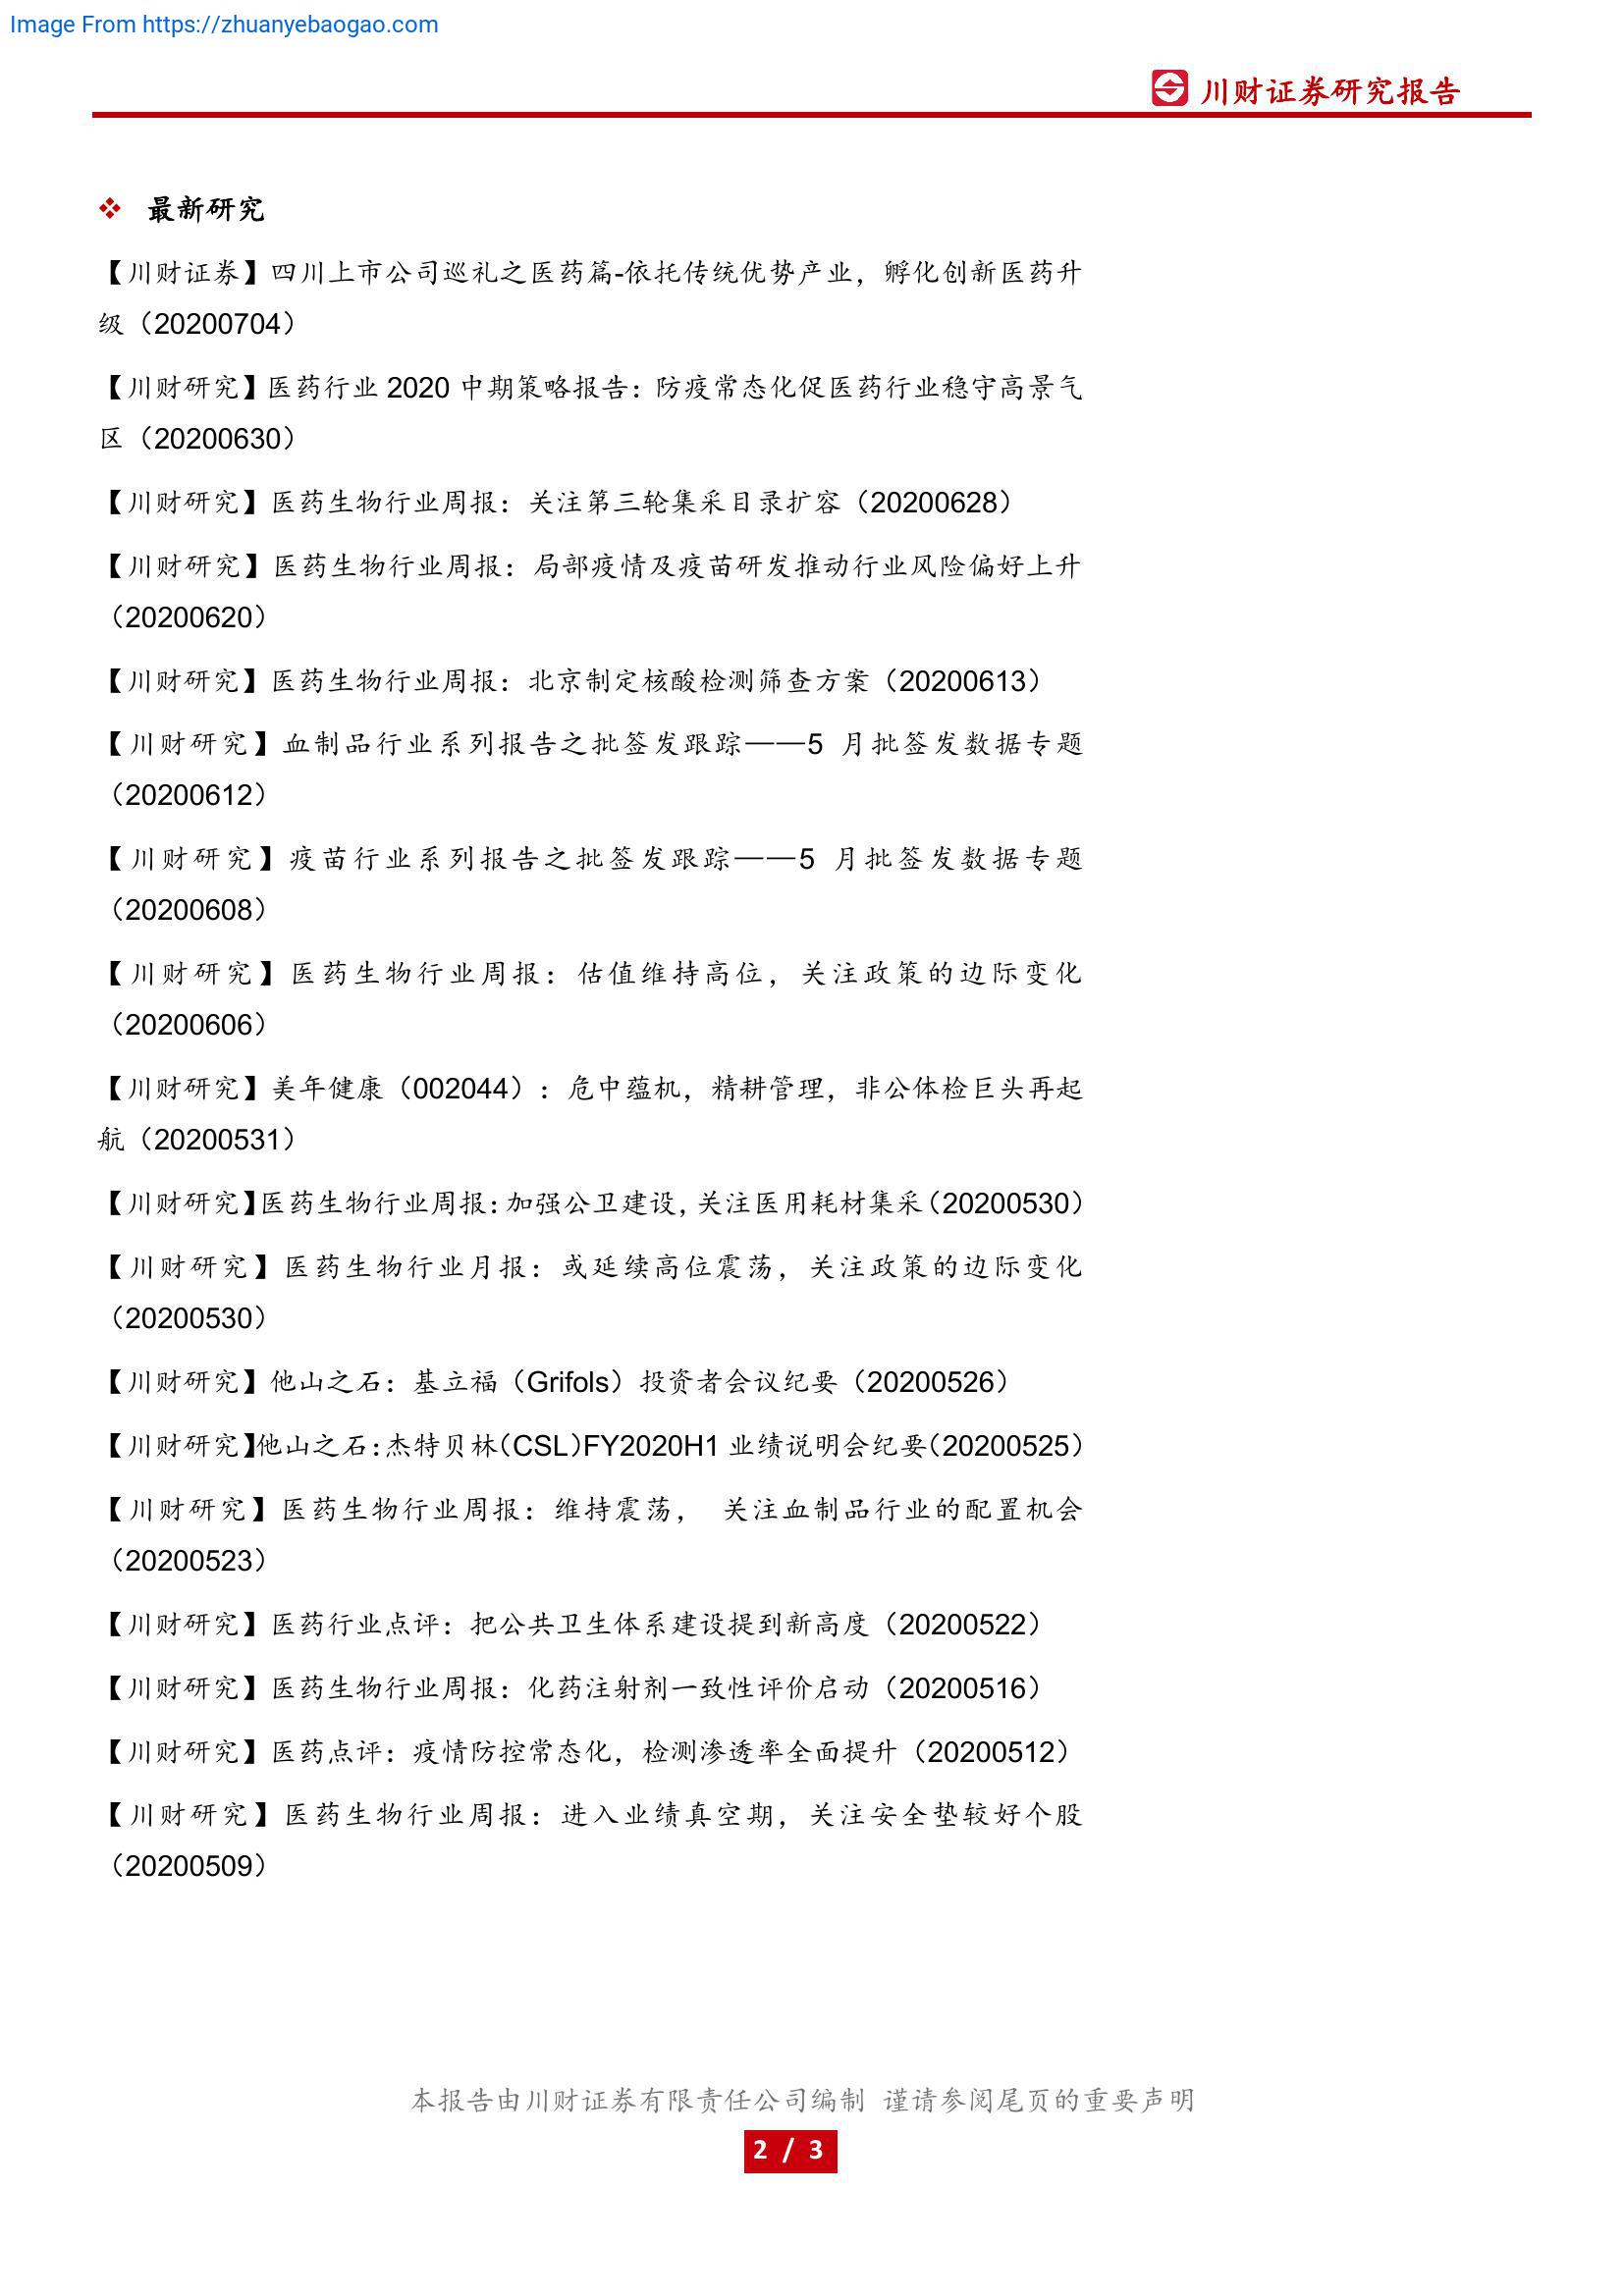 Image From https://zhuanyebaogao.com
川财证券研究报告
❖ 最新研究
【川财证券】四川上市公司巡礼之医药篇-依托传统优势产业，孵化创新医药升
级（20200704）
【川财研究】医药行业 2020 中期策略报告：防疫常态化促医药行业稳守高景气
区（20200630）
【川财研究】医药生物行业周报：关注第三轮集采目录扩容（20200628）
【川财研究】医药生物行业周报：局部疫情及疫苗研发推动行业风险偏好上升
（20200620）
【川财研究】医药生物行业周报：北京制定核酸检测筛查方案（20200613）
【川财研究】血制品行业系列报告之批签发跟踪——5 月批签发数据专题
（20200612）
【川财研究】疫苗行业系列报告之批签发跟踪——5 月批签发数据专题
（20200608）
【川财研究】医药生物行业周报：估值维持高位，关注政策的边际变化
（20200606）
【川财研究】美年健康（002044）：危中蕴机，精耕管理，非公体检巨头再起
航（20200531）
【川财研究】医药生物行业周报：加强公卫建设，关注医用耗材集采（20200530）
【川财研究】医药生物行业月报：或延续高位震荡，关注政策的边际变化
（20200530）
【川财研究】他山之石：基立福（Grifols）投资者会议纪要（20200526）
【川财研究】他山之石：杰特贝林（CSL）FY2020H1 业绩说明会纪要（20200525）
【川财研究】医药生物行业周报：维持震荡， 关注血制品行业的配置机会
（20200523）
【川财研究】医药行业点评：把公共卫生体系建设提到新高度（20200522）
【川财研究】医药生物行业周报：化药注射剂一致性评价启动（20200516）
【川财研究】医药点评：疫情防控常态化，检测渗透率全面提升（20200512）
【川财研究】医药生物行业周报：进入业绩真空期，关注安全垫较好个股
（20200509）
本报告由川财证券有限责任公司编制 谨请参阅尾页的重要声明
2 / 3